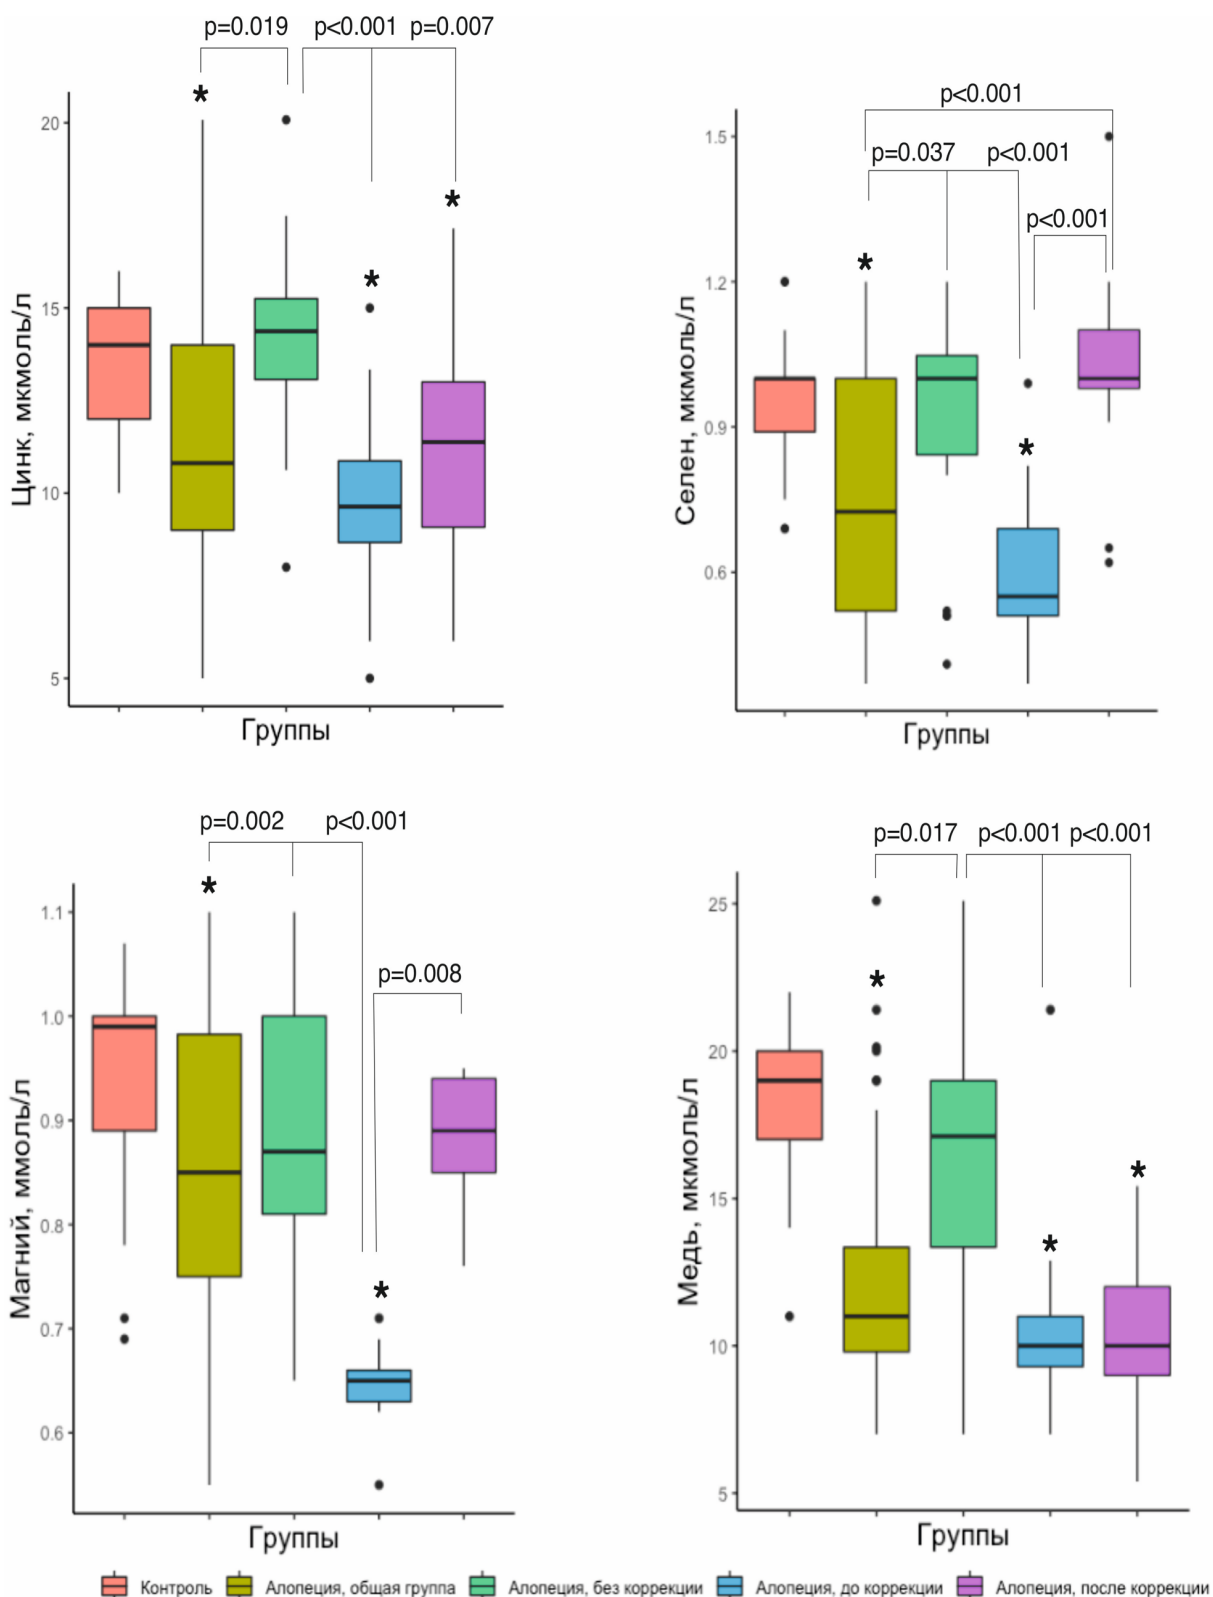 p=0.019 p<0.001 p=0.007
*
20
*
*
15
10
5
Цинк, мкмоль/л
Группы
p<0.001
1.5
p=0.037 p<0.001
p<0.001
*
1.2
0.9
*
0.6
Селен, мкмоль/л
Группы
p=0.002 p<0.001
*
1.1
p=0.008
1.0
0.9
0.8
*
0.7
0.6
Магний, ммоль/л
Группы
p=0.017 p<0.001 p<0.001
25
*
20
*
15
*
10
5
Медь, мкмоль/л
Группы
Контроль Алопеция, общая группа Алопеция, без коррекции Алопеция, до коррекции Алопеция, после коррекции